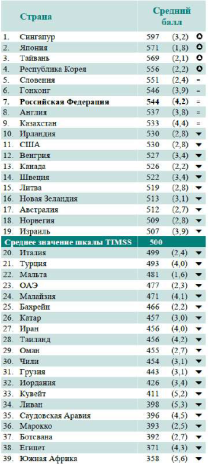 Страна Средний балл
1. Сингапур 597 (3,2) ✪
2. Япония 571 (1,8) ✪
3. Тайвань 569 (2,1) ✪
4. Республика Корея 556 (2,2) ✪
5. Словения 551 (2,4) =
6. Гонконг 546 (3,9) =
7. Российская Федерация 544 (4,2) =
8. Англия 537 (3,8) =
9. Казахстан 533 (4,4) =
10 Ирландия 530 (2,8) ▼
11. США 530 (2,8) ▼
12. Венгрия 527 (3,4) ▼
13. Канада 526 (2,2) ▼
14. Швеция 522 (3,4) ▼
15. Литва 519 (2,8) ▼
16. Новая Зеландия 513 (3,1) ▼
17. Австралия 512 (2,7) ▼
18. Норвегия 509 (2,8) ▼
19. Израиль 507 (3,9) ▼
Среднее значение шкалы TIMSS 500
20. Италия 499 (2,4) ▼
21. Турция 493 (4,0) ▼
22. Мальта 481 (1,6) ▼
23. ОАЭ 477 (2,3) ▼
24. Малайзия 471 (4,1) ▼
25. Бахрейн 466 (2,2) ▼
26. Катар 457 (3,0) ▼
27. Иран 456 (4,0) ▼
28. Таиланд 456 (4,2) ▼
29. Оман 455 (2,7) ▼
30. Чили 454 (3,1) ▼
31. Грузия 443 (3,1) ▼
32. Иордания 426 (3,4) ▼
33. Кувейт 411 (5,2) ▼
34. Ливан 398 (5,3) ▼
35. Саудовская Аравия 396 (4,5) ▼
36. Марокко 393 (2,5) ▼
37. Ботсвана 392 (2,7) ▼
38. Египет 371 (4,3) ▼
39. Южная Африка 358 (5,6) ▼